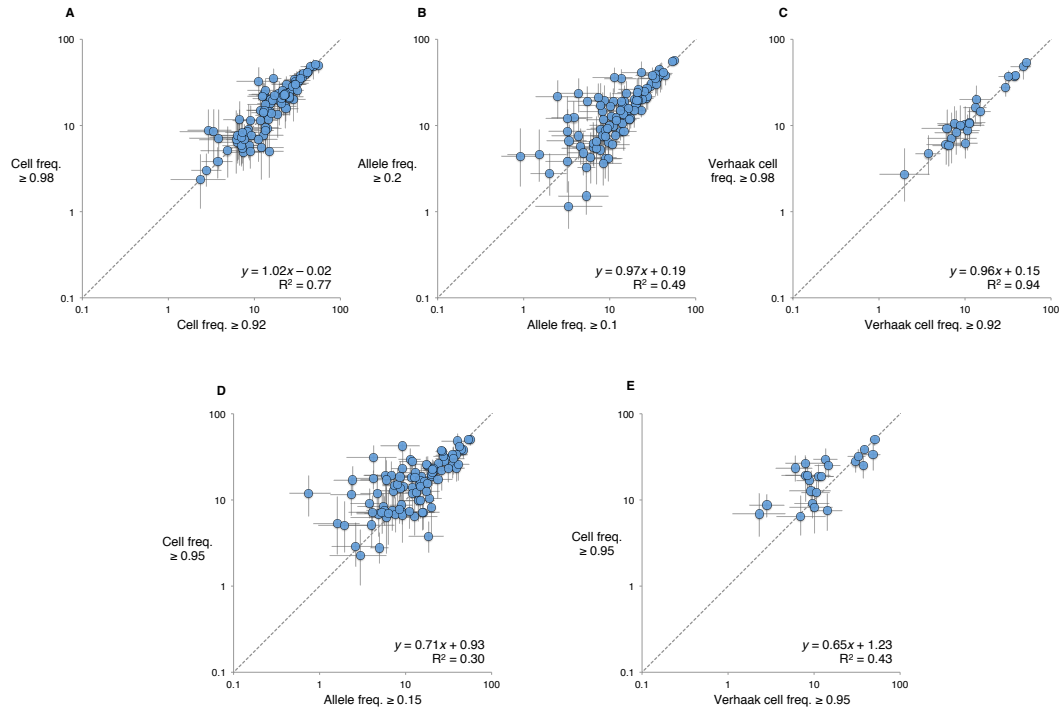 A
100
10
1
0.1
Cell freq.
≥ 0.98
y = 1.02x – 0.02
R² = 0.77
0.1 1 10 100
Cell freq. ≥ 0.92
B
100
10
1
0.1
Allele freq.
≥ 0.2
y = 0.97x + 0.19
R² = 0.49
0.1 1 10 100
Allele freq. ≥ 0.1
C
100
10
1
0.1
Verhaak cell
freq. ≥ 0.98
y = 0.96x + 0.15
R² = 0.94
0.1 1 10 100
Verhaak cell freq. ≥ 0.92
D
100
10
1
0.1
Cell freq.
≥ 0.95
y = 0.71x + 0.93
R² = 0.30
0.1 1 10 100
Allele freq. ≥ 0.15
E
100
10
1
0.1
Cell freq.
≥ 0.95
y = 0.65x + 1.23
R² = 0.43
0.1 1 10 100
Verhaak cell freq. ≥ 0.95